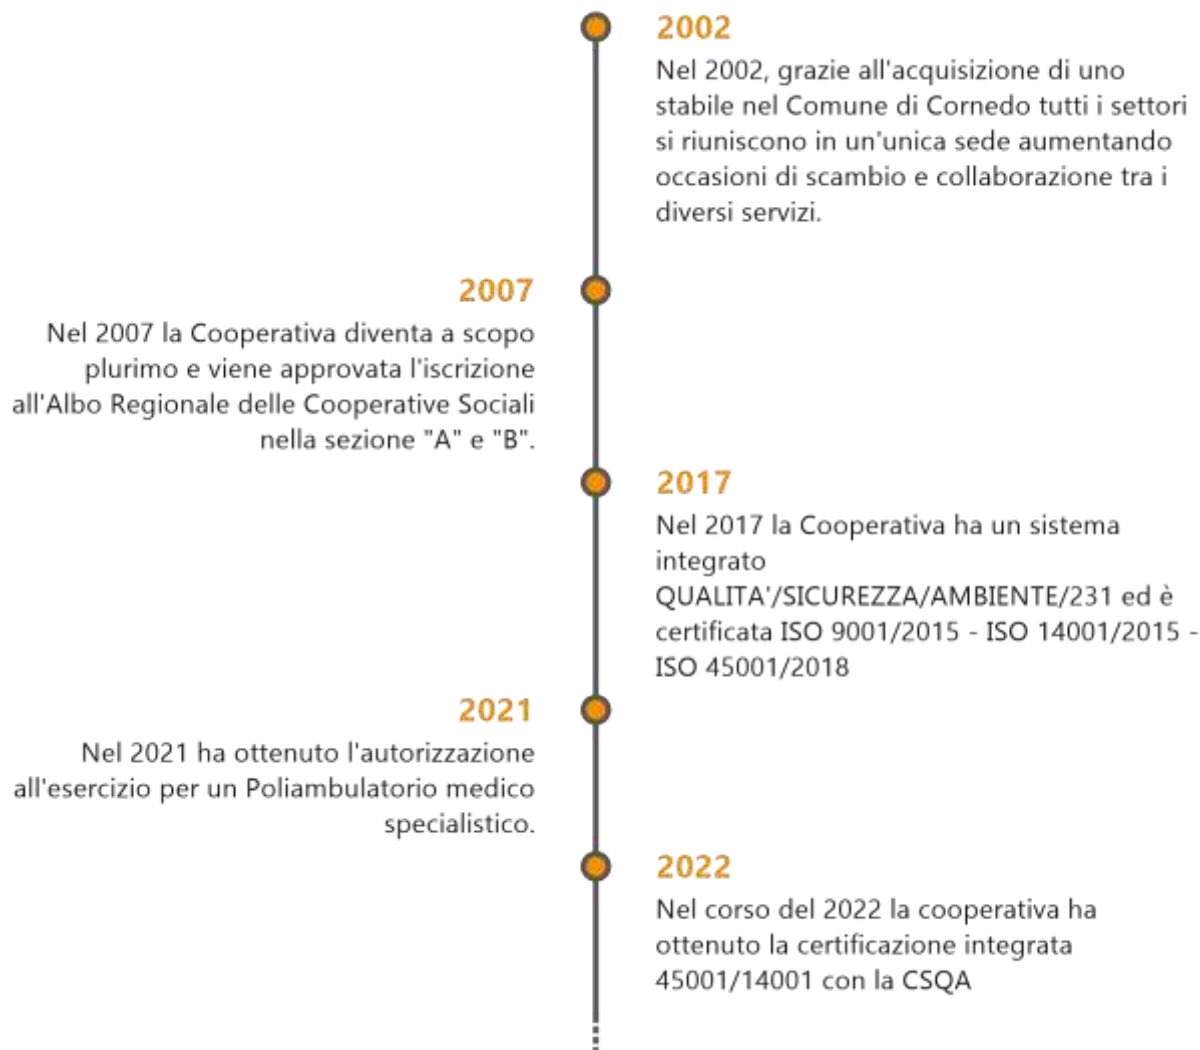 2002
Nel 2002, grazie all'acquisizione di uno
stabile nel Comune di Cornedo tutti i settori
si riuniscono in un'unica sede aumentando
occasioni di scambio e collaborazione tra i
diversi servizi.
2007
Nel 2007 la Cooperativa diventa a scopo
plurimo e viene approvata l'iscrizione
all'Albo Regionale delle Cooperative Sociali
nella sezione "A" e "B".
2017
Nel 2017 la Cooperativa ha un sistema
integrato
QUALITA'/SICUREZZA/AMBIENTE/231 ed è
certificata ISO 9001/2015 - ISO 14001/2015 -
ISO 45001/2018
2021
Nel 2021 ha ottenuto l'autorizzazione
all'esercizio per un Poliambulatorio medico
specialistico.
2022
Nel corso del 2022 la cooperativa ha
ottenuto la certificazione integrata
45001/14001 con la CSQA